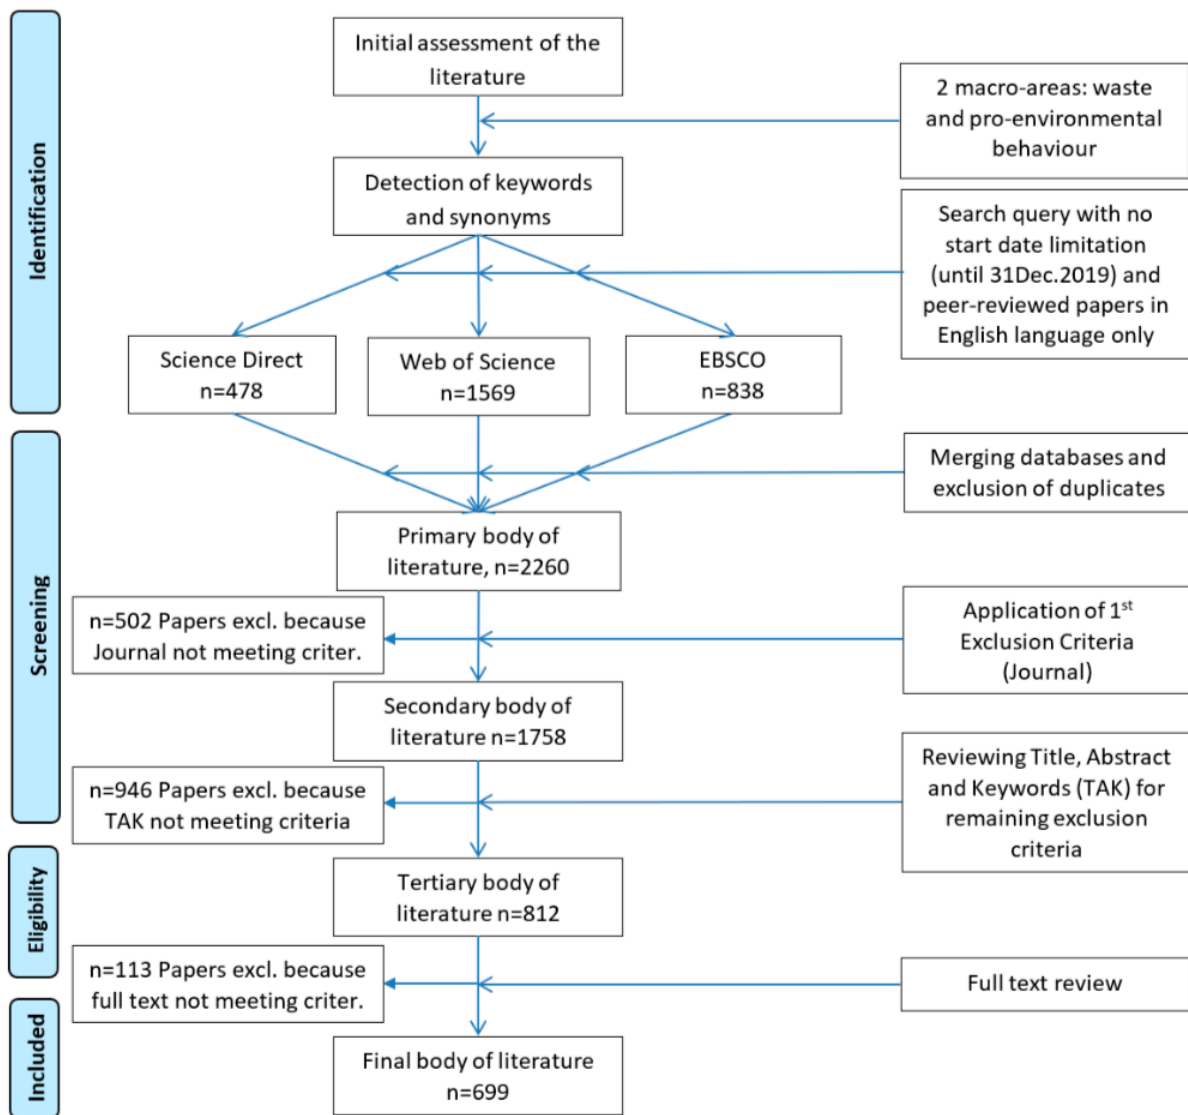 Identification
Initial assessment of the
literature
2 macro-areas: waste
and pro-environmental
behaviour
Detection of keywords
and synonyms
Search query with no
start date limitation
(until 31Dec.2019) and
peer-reviewed papers in
English language only
Science Direct
n=478
Web of Science
n=1569
EBSCO
n=838
Screening
Merging databases and
exclusion of duplicates
Primary body of
literature, n=2260
n=502 Papers excl. because
Journal not meeting criter.
Application of 1st
Exclusion Criteria
(Journal)
Secondary body of
literature n=1758
n=946 Papers excl. because
TAK not meeting criteria
Reviewing Title, Abstract
and Keywords (TAK) for
remaining exclusion
criteria
Eligibility
Tertiary body of
literature n=812
n=113 Papers excl. because
full text not meeting criter.
Full text review
Included
Final body of literature
n=699